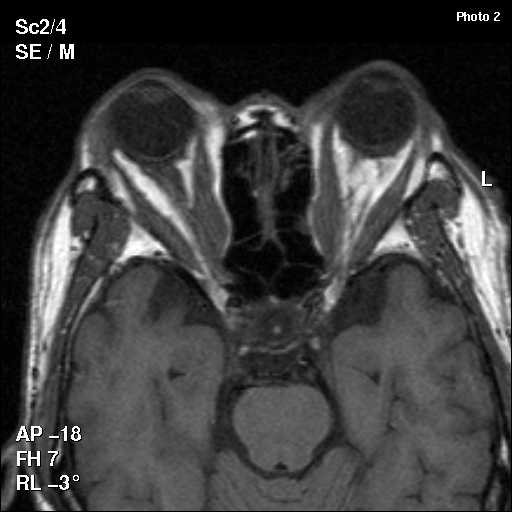 Photo 2
Sc2/4
SE / M
L
AP -18
FH 7
RL -3°